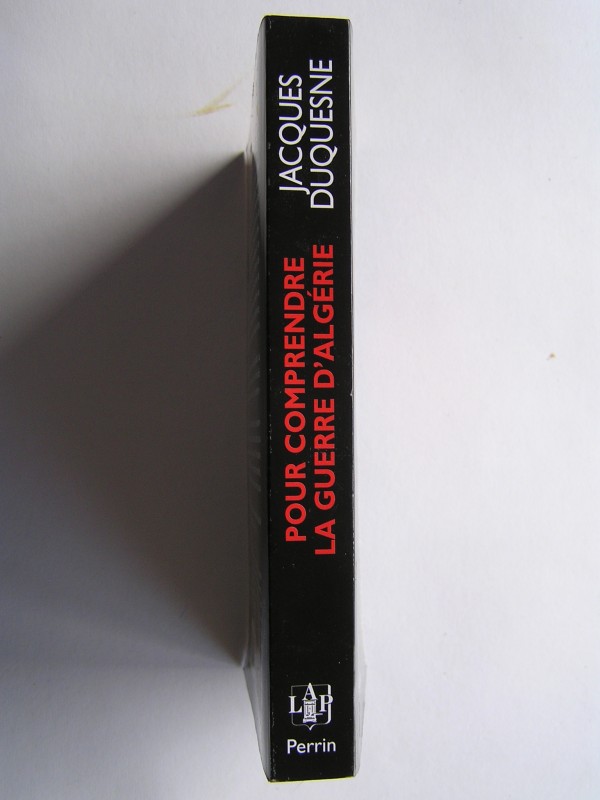 JACQUES
DUQUESNE
POUR COMPRENDRE
LA GUERRE D'ALGÉRIE
LAP
Perrin